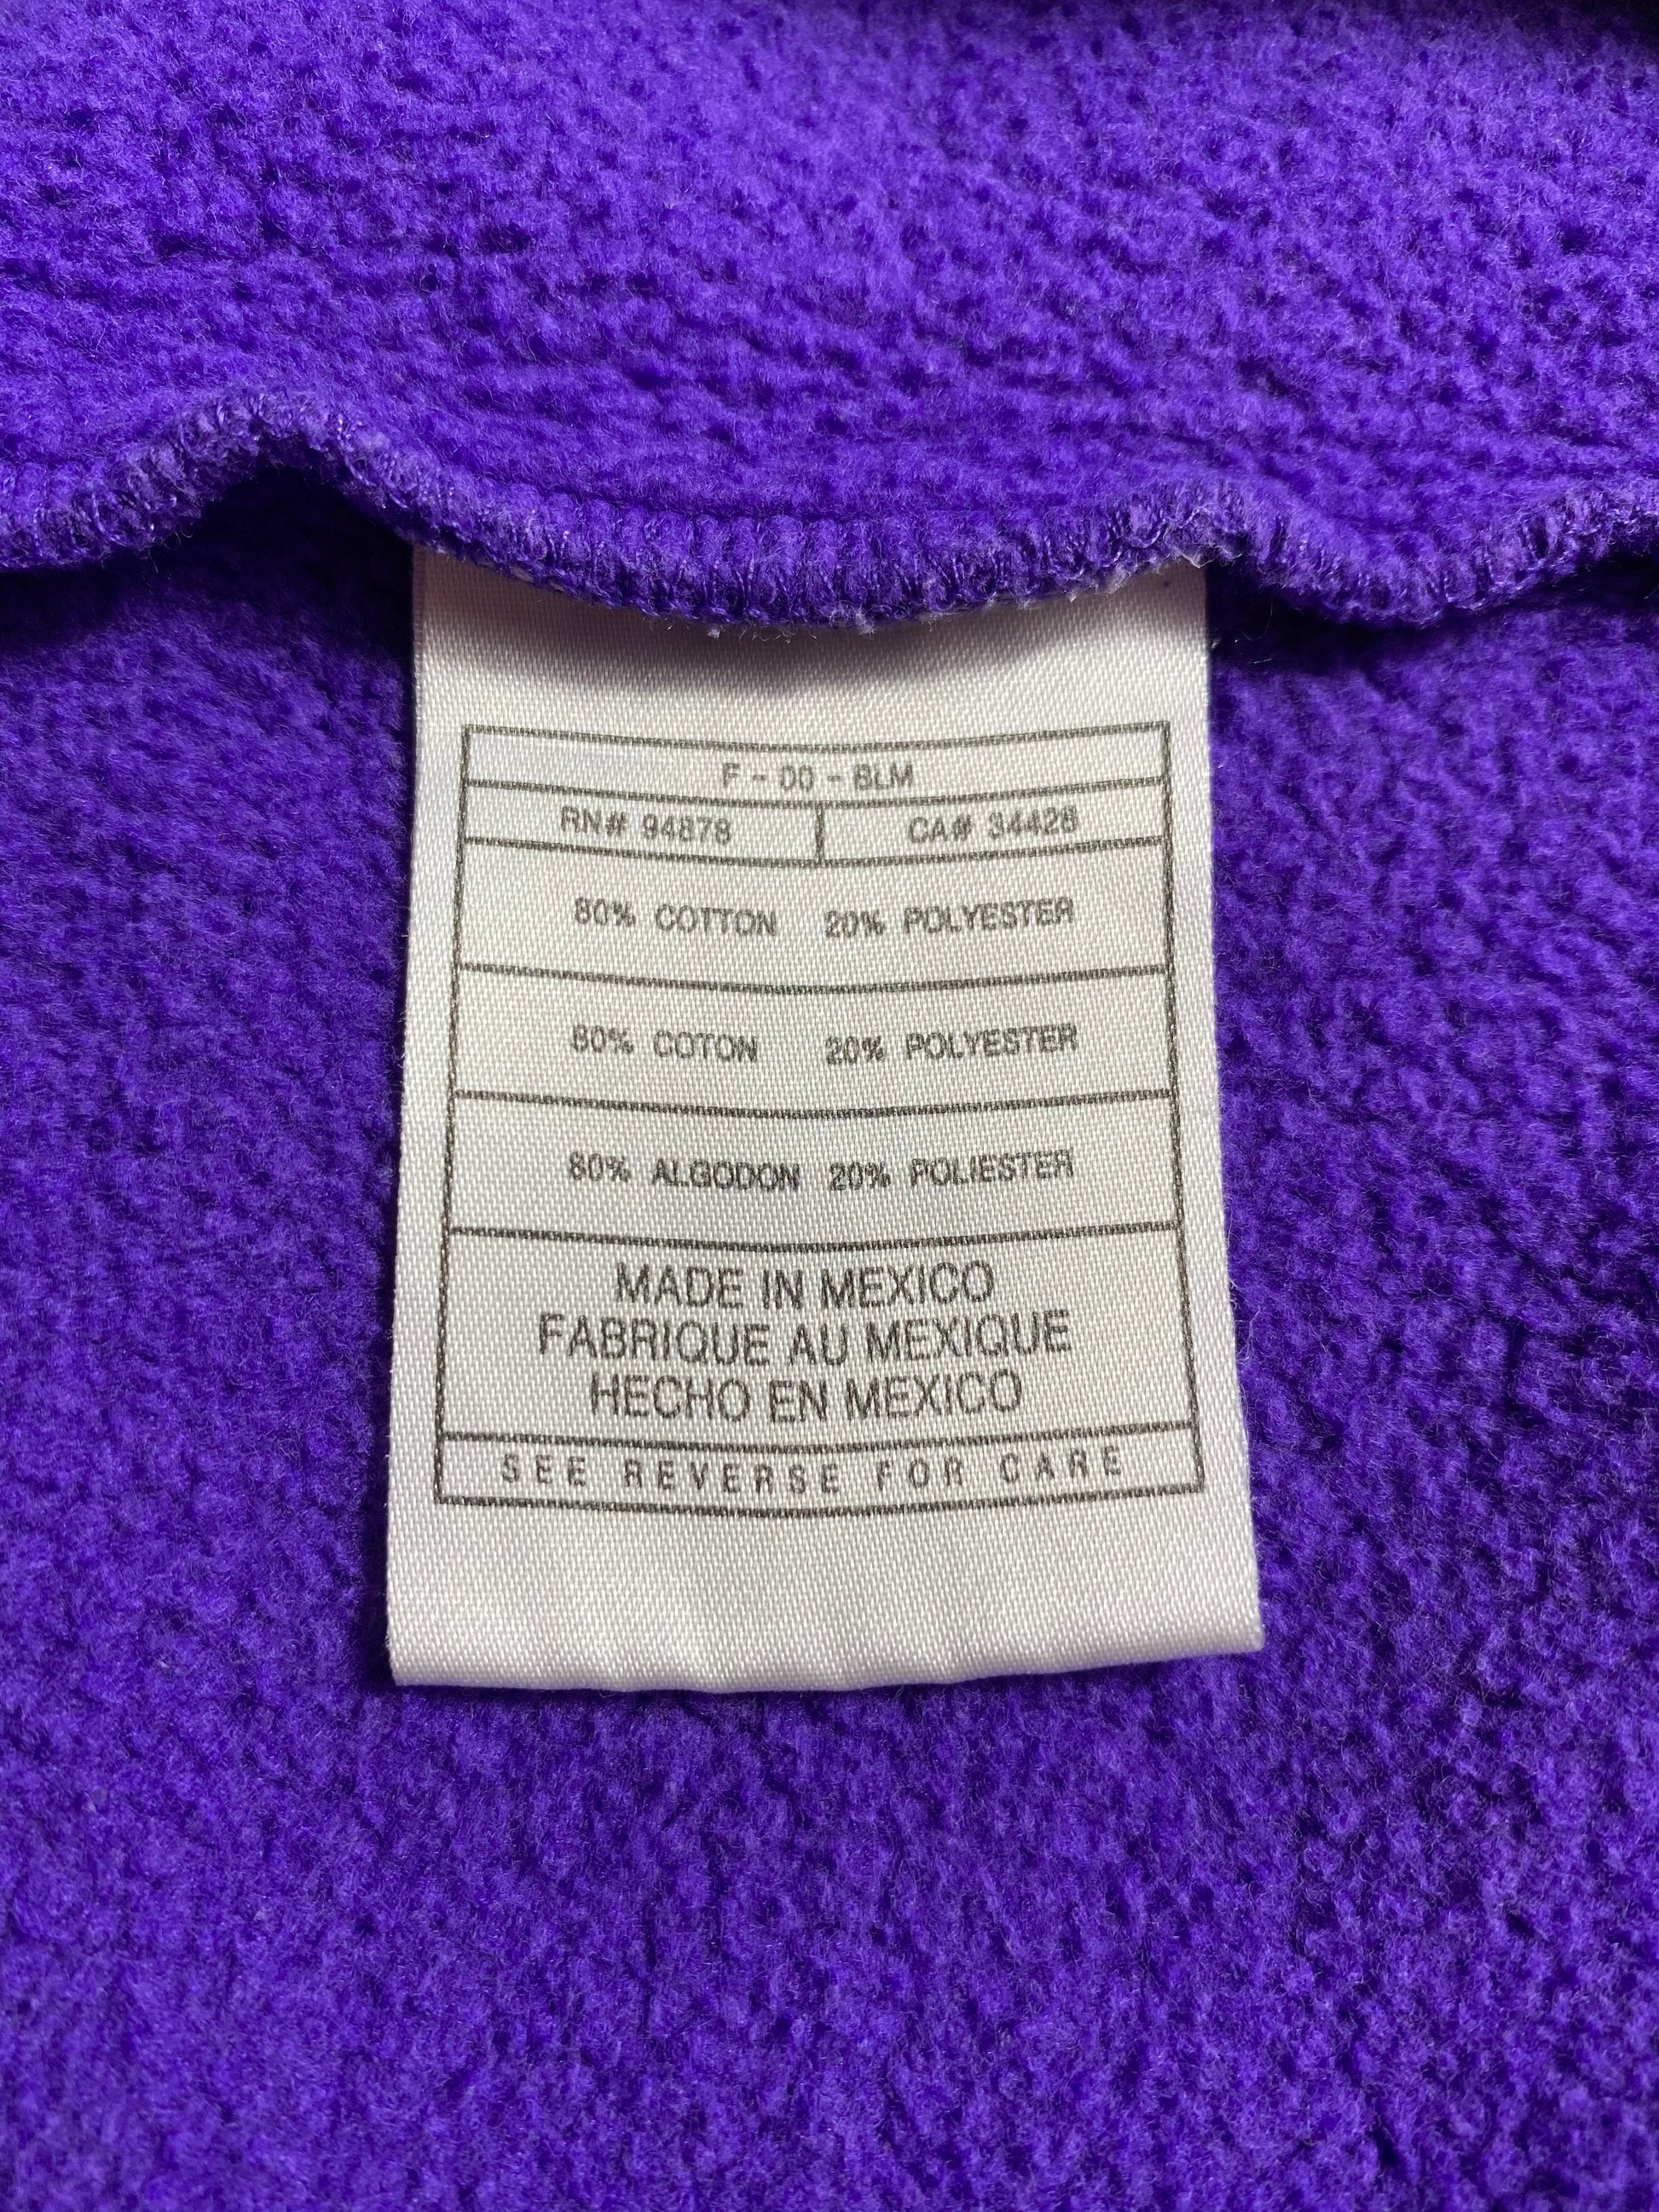 F - 00 - BLM
RN# 94878 CA# 34428
80% COTTON 20% POLYESTER
80% COTON 20% POLYESTER
80% ALGODON 20% POLIESTER
MADE IN MEXICO
FABRIQUE AU MEXIQUE
HECHO EN MEXICO
SEE REVERSE FOR CARE